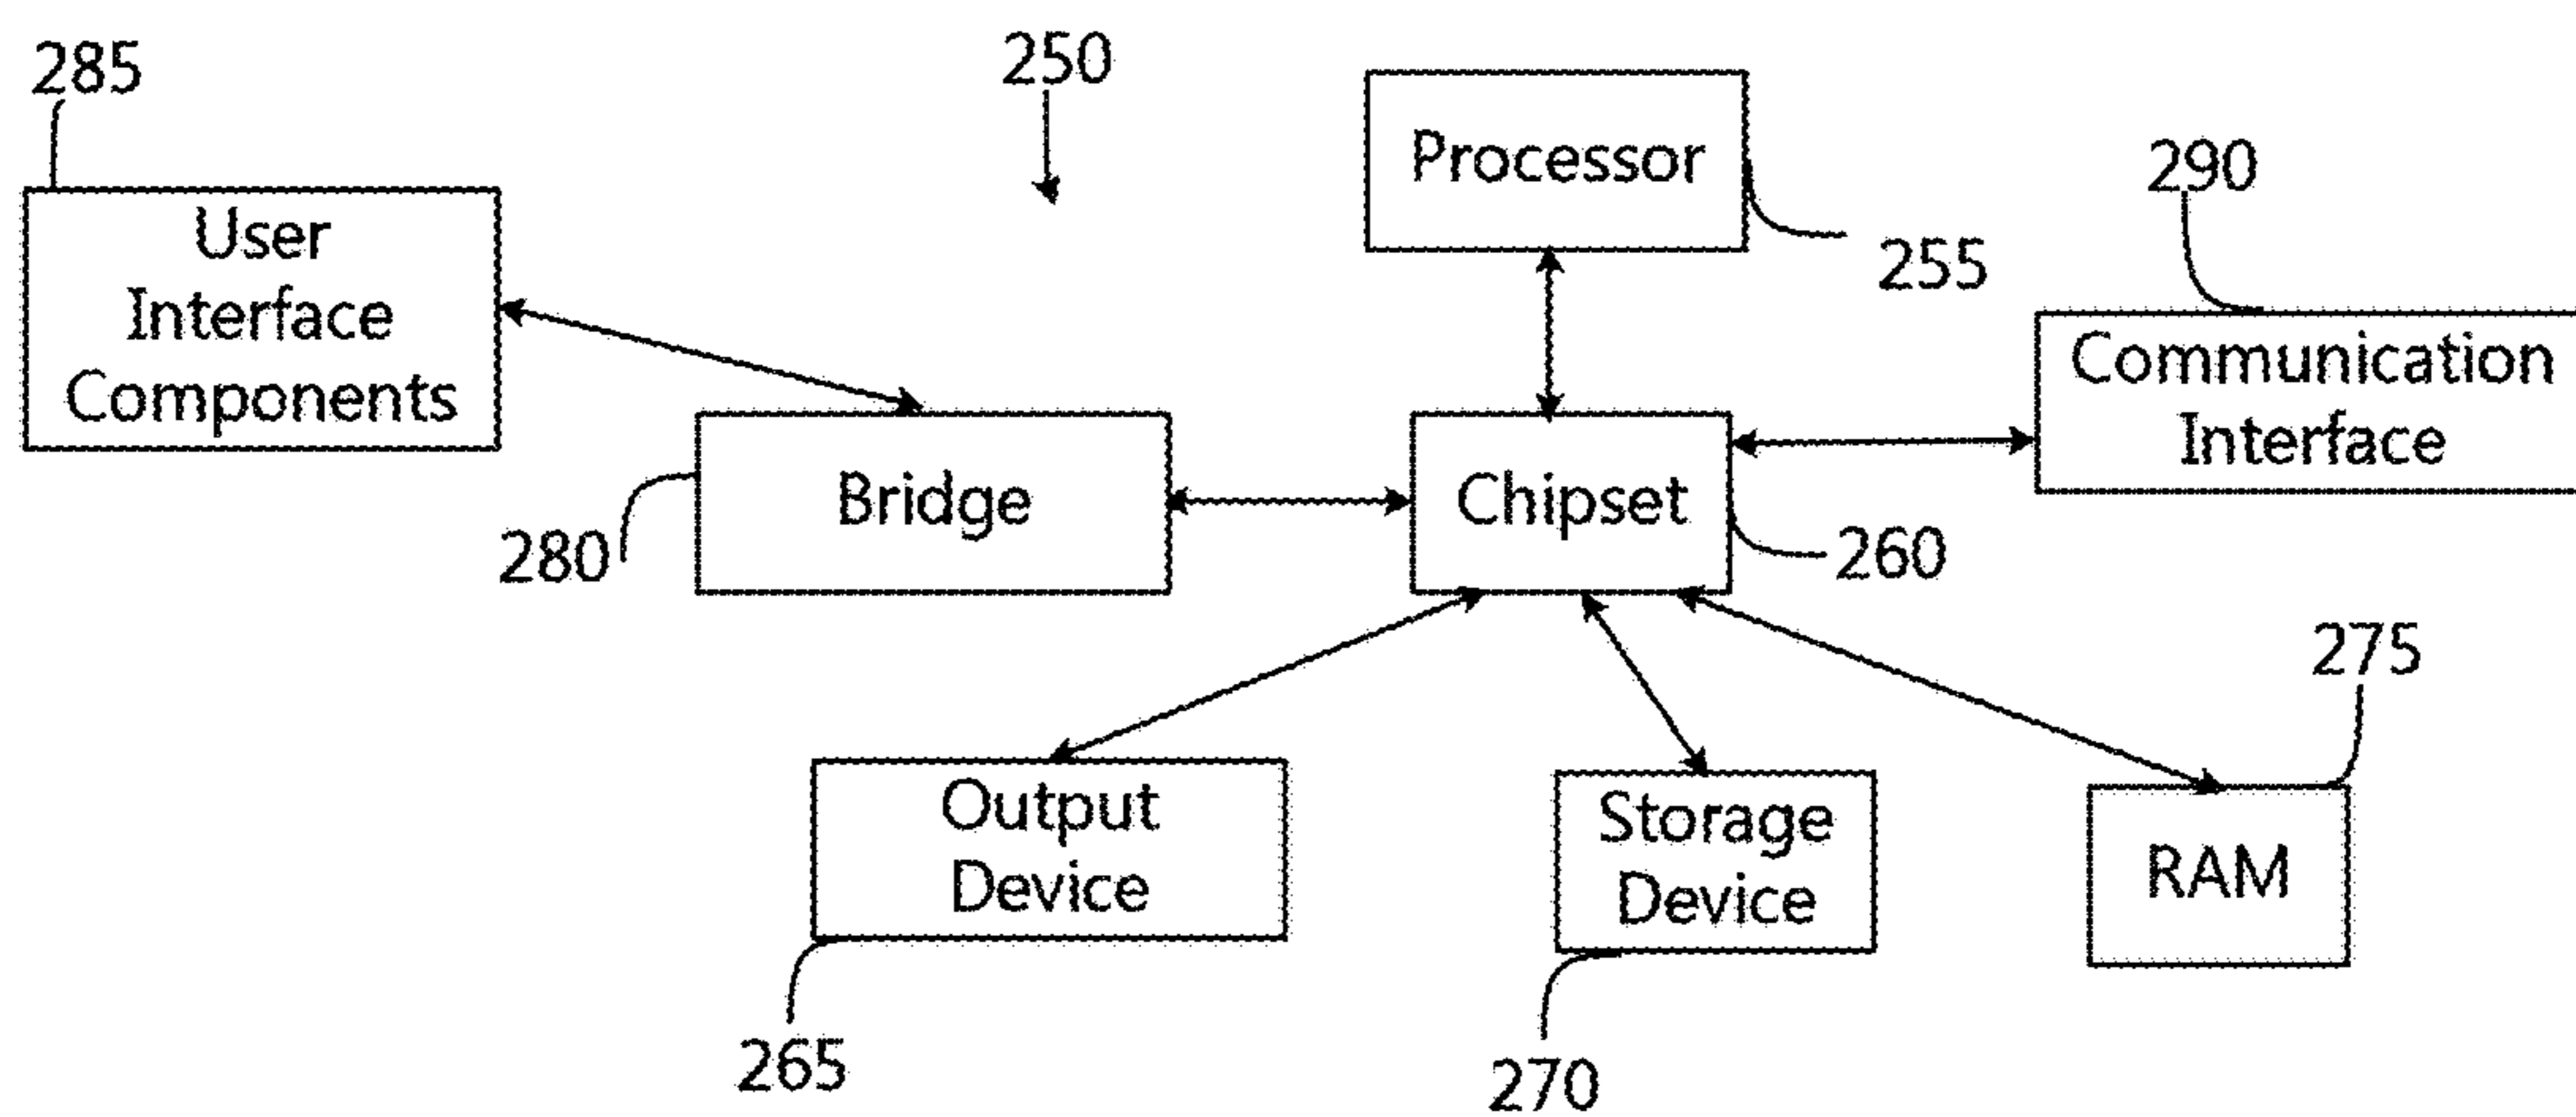 285
250
Processor
290
User
Interface
Components
255
Communication
Interface
Bridge
Chipset
280
260
275
Output
Device
Storage
Device
RAM
265
270